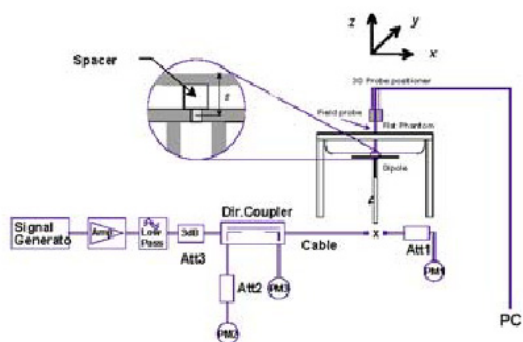 z
y
x
Spacer
3D Probe positioner
Field probe
Flat Phantom
Dipole
Dir.Coupler
Signal
Generato
Amp
Low
Pass
3dB
Att3
Cable
x
Att1
PM1
Att2
PM3
PM2
PC